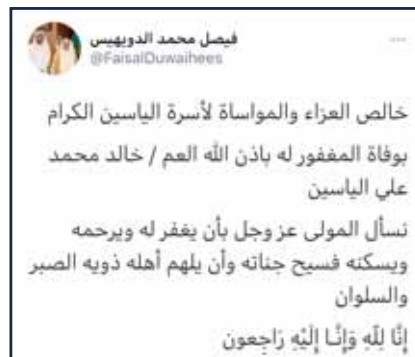 فيصل محمد الدويهيس
@FaisalDuwaihees
خالص العزاء والمواساة لأسرة الياسين الكرام
بوفاة المغفور له باذن الله العم / خالد محمد
علي الياسين
نسأل المولى عز وجل بأن يغفر له ويرحمه
ويسكنه فسيح جناته وأن يلهم أهله ذويه الصبر
والسلوان
إِنَّا لِلَّهِ وَإِنَّا إِلَيْهِ رَاجِعون